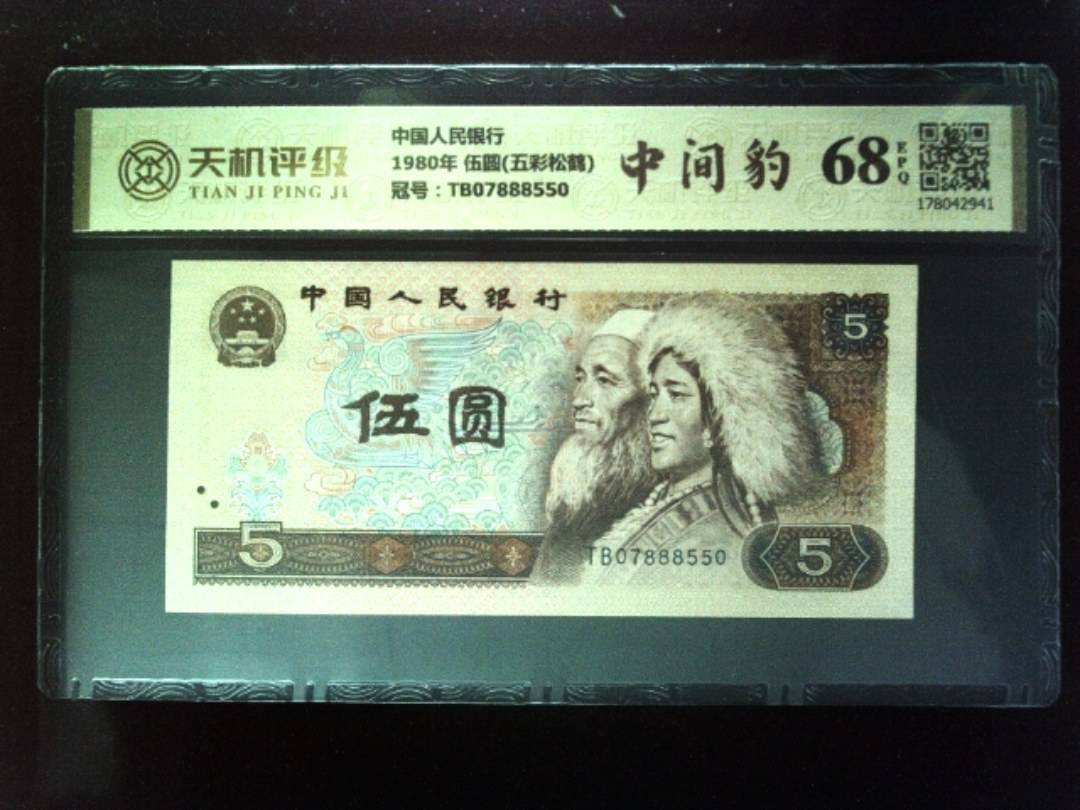 天机评级
TIAN JI PING JI
中国人民银行
1980年 伍圆(五彩松鹤)
冠号：TB07888550
中间豹
68
EPQ
178042941
中国人民银行
5
伍圆
5
TB07888550
5